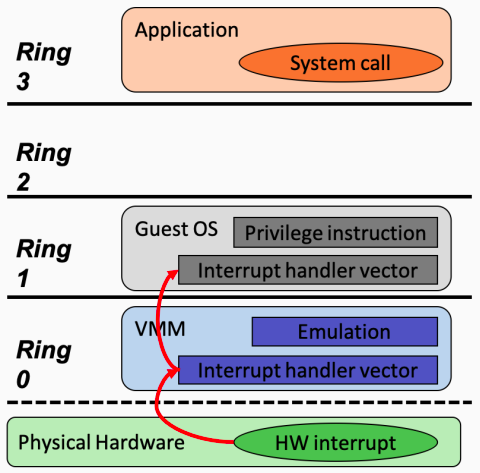 Application
Ring
3
System call
Ring
2
Guest OS
Privilege instruction
Ring
1
Interrupt handler vector
VMM
Emulation
Ring
0
Interrupt handler vector
Physical Hardware
HW interrupt